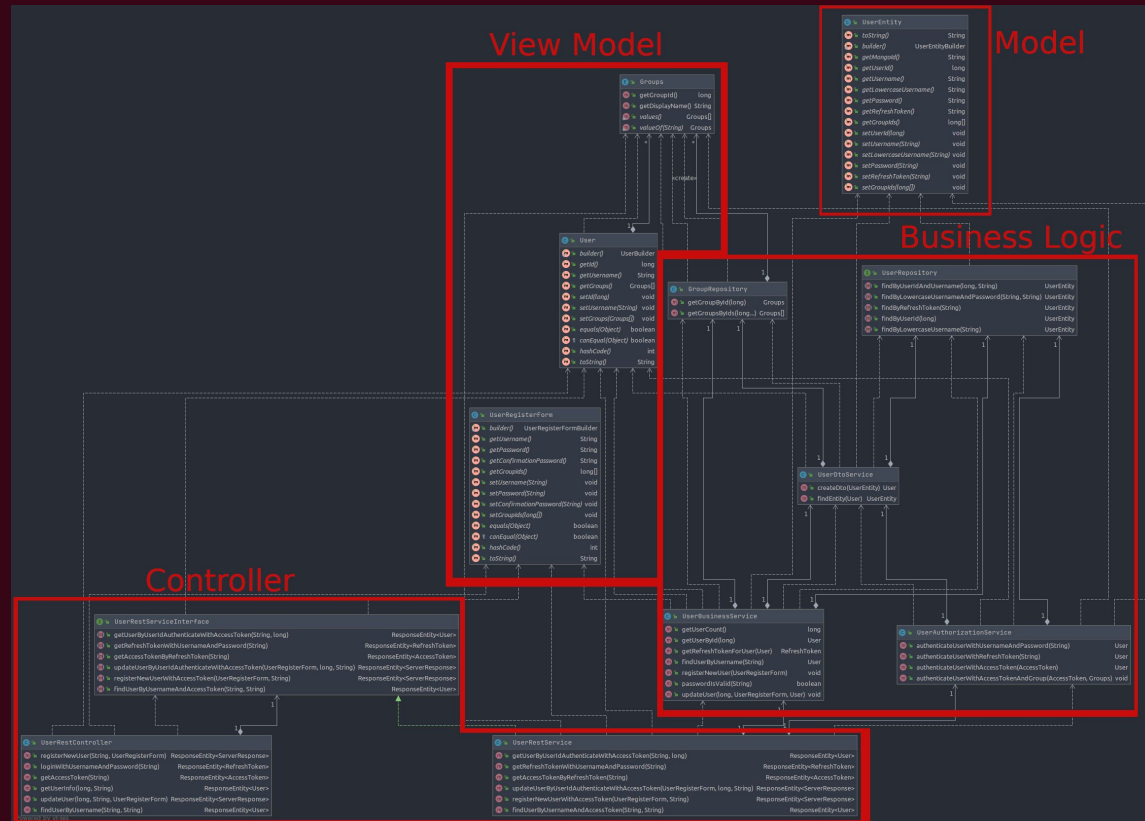 View Model
Model
Business Logic
Controller
UserEntity
toString() String
builder() UserEntityBuilder
getMongoId() String
getUserId() long
getUsername() String
getLowercaseUsername() String
getPassword() String
getRefreshToken() String
getGroupIds() long[]
setUserId(long) void
setUsername(String) void
setLowercaseUsername(String) void
setPassword(String) void
setRefreshToken(String) void
setGroupIds(long[]) void
Groups
getGroupId() long
getDisplayName() String
values() Groups[]
valueOf(String) Groups
«create»
User
builder() UserBuilder
getId() long
getUsername() String
getGroups() Groups[]
setId(long) void
setUsername(String) void
setGroups(Groups[]) void
equals(Object) boolean
canEqual(Object) boolean
hashCode() int
toString() String
GroupRepository
getGroupById(long) Groups
getGroupsByIds(long...) Groups[]
UserRepository
findByUserIdAndUsername(long, String) UserEntity
findByLowercaseUsernameAndPassword(String, String) UserEntity
findByRefreshToken(String) UserEntity
findByUserId(long) UserEntity
findByLowercaseUsername(String) UserEntity
UserRegisterForm
builder() UserRegisterFormBuilder
getUsername() String
getPassword() String
getConfirmationPassword() String
getGroupIds() long[]
setUsername(String) void
setPassword(String) void
setConfirmationPassword(String) void
setGroupIds(long[]) void
equals(Object) boolean
canEqual(Object) boolean
hashCode() int
toString() String
UserDtoService
createDto(UserEntity) User
findEntity(User) UserEntity
UserRestServiceInterface
getUserByUserIdAuthenticateWithAccessToken(String, long) ResponseEntity<User>
getRefreshTokenWithUsernameAndPassword(String) ResponseEntity<RefreshToken>
getAccessTokenByRefreshToken(String) ResponseEntity<AccessToken>
updateUserByUseridAuthenticateWithAccessToken(UserRegisterForm, long, String) ResponseEntity<ServerResponse>
registerNewUserWithAccessToken(UserRegisterForm, String) ResponseEntity<ServerResponse>
findUserByUsernameAndAccessToken(String, String) ResponseEntity<User>
UserBusinessService
getUserCount() long
getUserById(long) User
getRefreshTokenForUser(User) RefreshToken
findUserByUsername(String) User
registerNewUser(UserRegisterForm) void
passwordIsValid(String) boolean
updateUser(long, UserRegisterForm, User) void
UserAuthorizationService
authenticateUserWithUsernameAndPassword(String) User
authenticateUserWithRefreshToken(String) User
authenticateUserWithAccessToken(AccessToken) User
authenticateUserWithAccessTokenAndGroup(AccessToken, Groups) void
UserRestController
registerNewUser(String, UserRegisterForm) ResponseEntity<ServerResponse>
loginWithUsernameAndPassword(String) ResponseEntity<RefreshToken>
getAccessToken(String) ResponseEntity<AccessToken>
getUserInfo(long, String) ResponseEntity<User>
updateUser(long, String, UserRegisterForm) ResponseEntity<ServerResponse>
findUserByUsername(String, String) ResponseEntity<User>
UserRestService
getUserByUserIdAuthenticateWithAccessToken(String, long) ResponseEntity<User>
getRefreshTokenWithUsernameAndPassword(String) ResponseEntity<RefreshToken>
getAccessTokenByRefreshToken(String) ResponseEntity<AccessToken>
updateUserByUseridAuthenticateWithAccessToken(UserRegisterForm, long, String) ResponseEntity<ServerResponse>
registerNewUserWithAccessToken(UserRegisterForm, String) ResponseEntity<ServerResponse>
findUserByUsernameAndAccessToken(String, String) ResponseEntity<User>